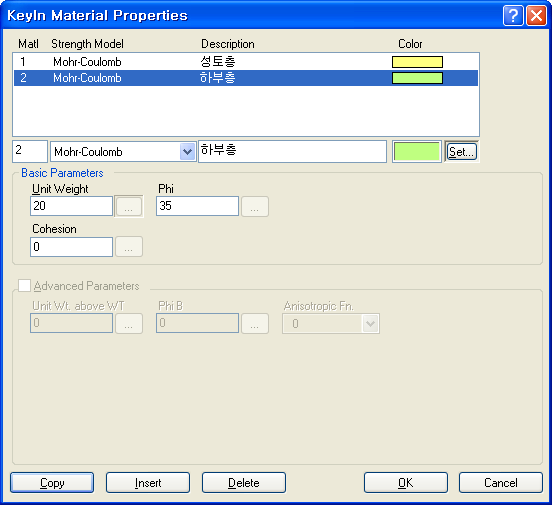 KeyIn Material Properties
Matl Strength Model Description Color
1 Mohr-Coulomb 성토층
2 Mohr-Coulomb 하부층
2 Mohr-Coulomb 하부층 Set...
Basic Parameters
Unit Weight Phi
20 ... 35 ...
Cohesion
0 ...
Advanced Parameters
Unit Wt. above WT Phi B Anisotropic Fn.
0 ... 0 ... 0
Copy Insert Delete OK Cancel